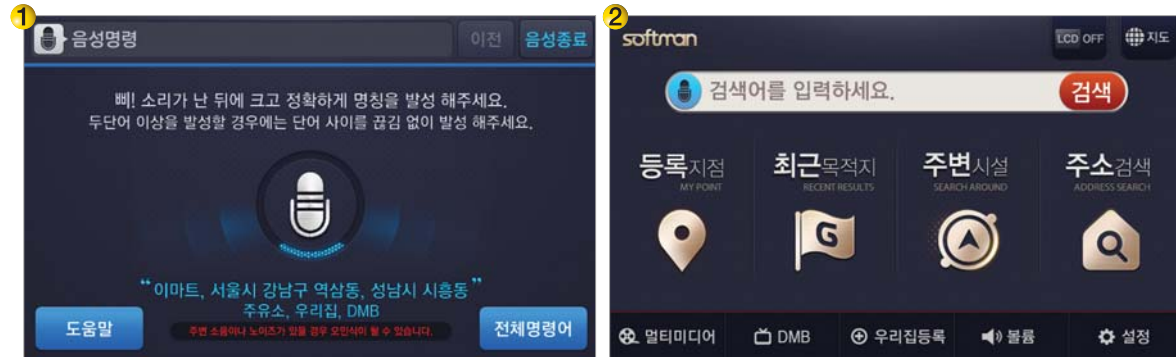 1
음성명령
이전
음성종료
삐! 소리가 난 뒤에 크고 정확하게 명칭을 발성 해주세요.
두단어 이상을 발성할 경우에는 단어 사이를 끊김 없이 발성 해주세요.
“ 이마트, 서울시 강남구 역삼동, 성남시 시흥동 ”
주유소, 우리집, DMB
주변 소음이나 노이즈가 있을 경우 오인식이 될 수 있습니다.
도움말
전체명령어
2
softman
LCD OFF
지도
검색어를 입력하세요.
검색
등록지점
MY POINT
최근목적지
RECENT RESULTS
주변시설
SEARCH AROUND
주소검색
ADDRESS SEARCH
G
멀티미디어
DMB
우리집등록
볼륨
설정